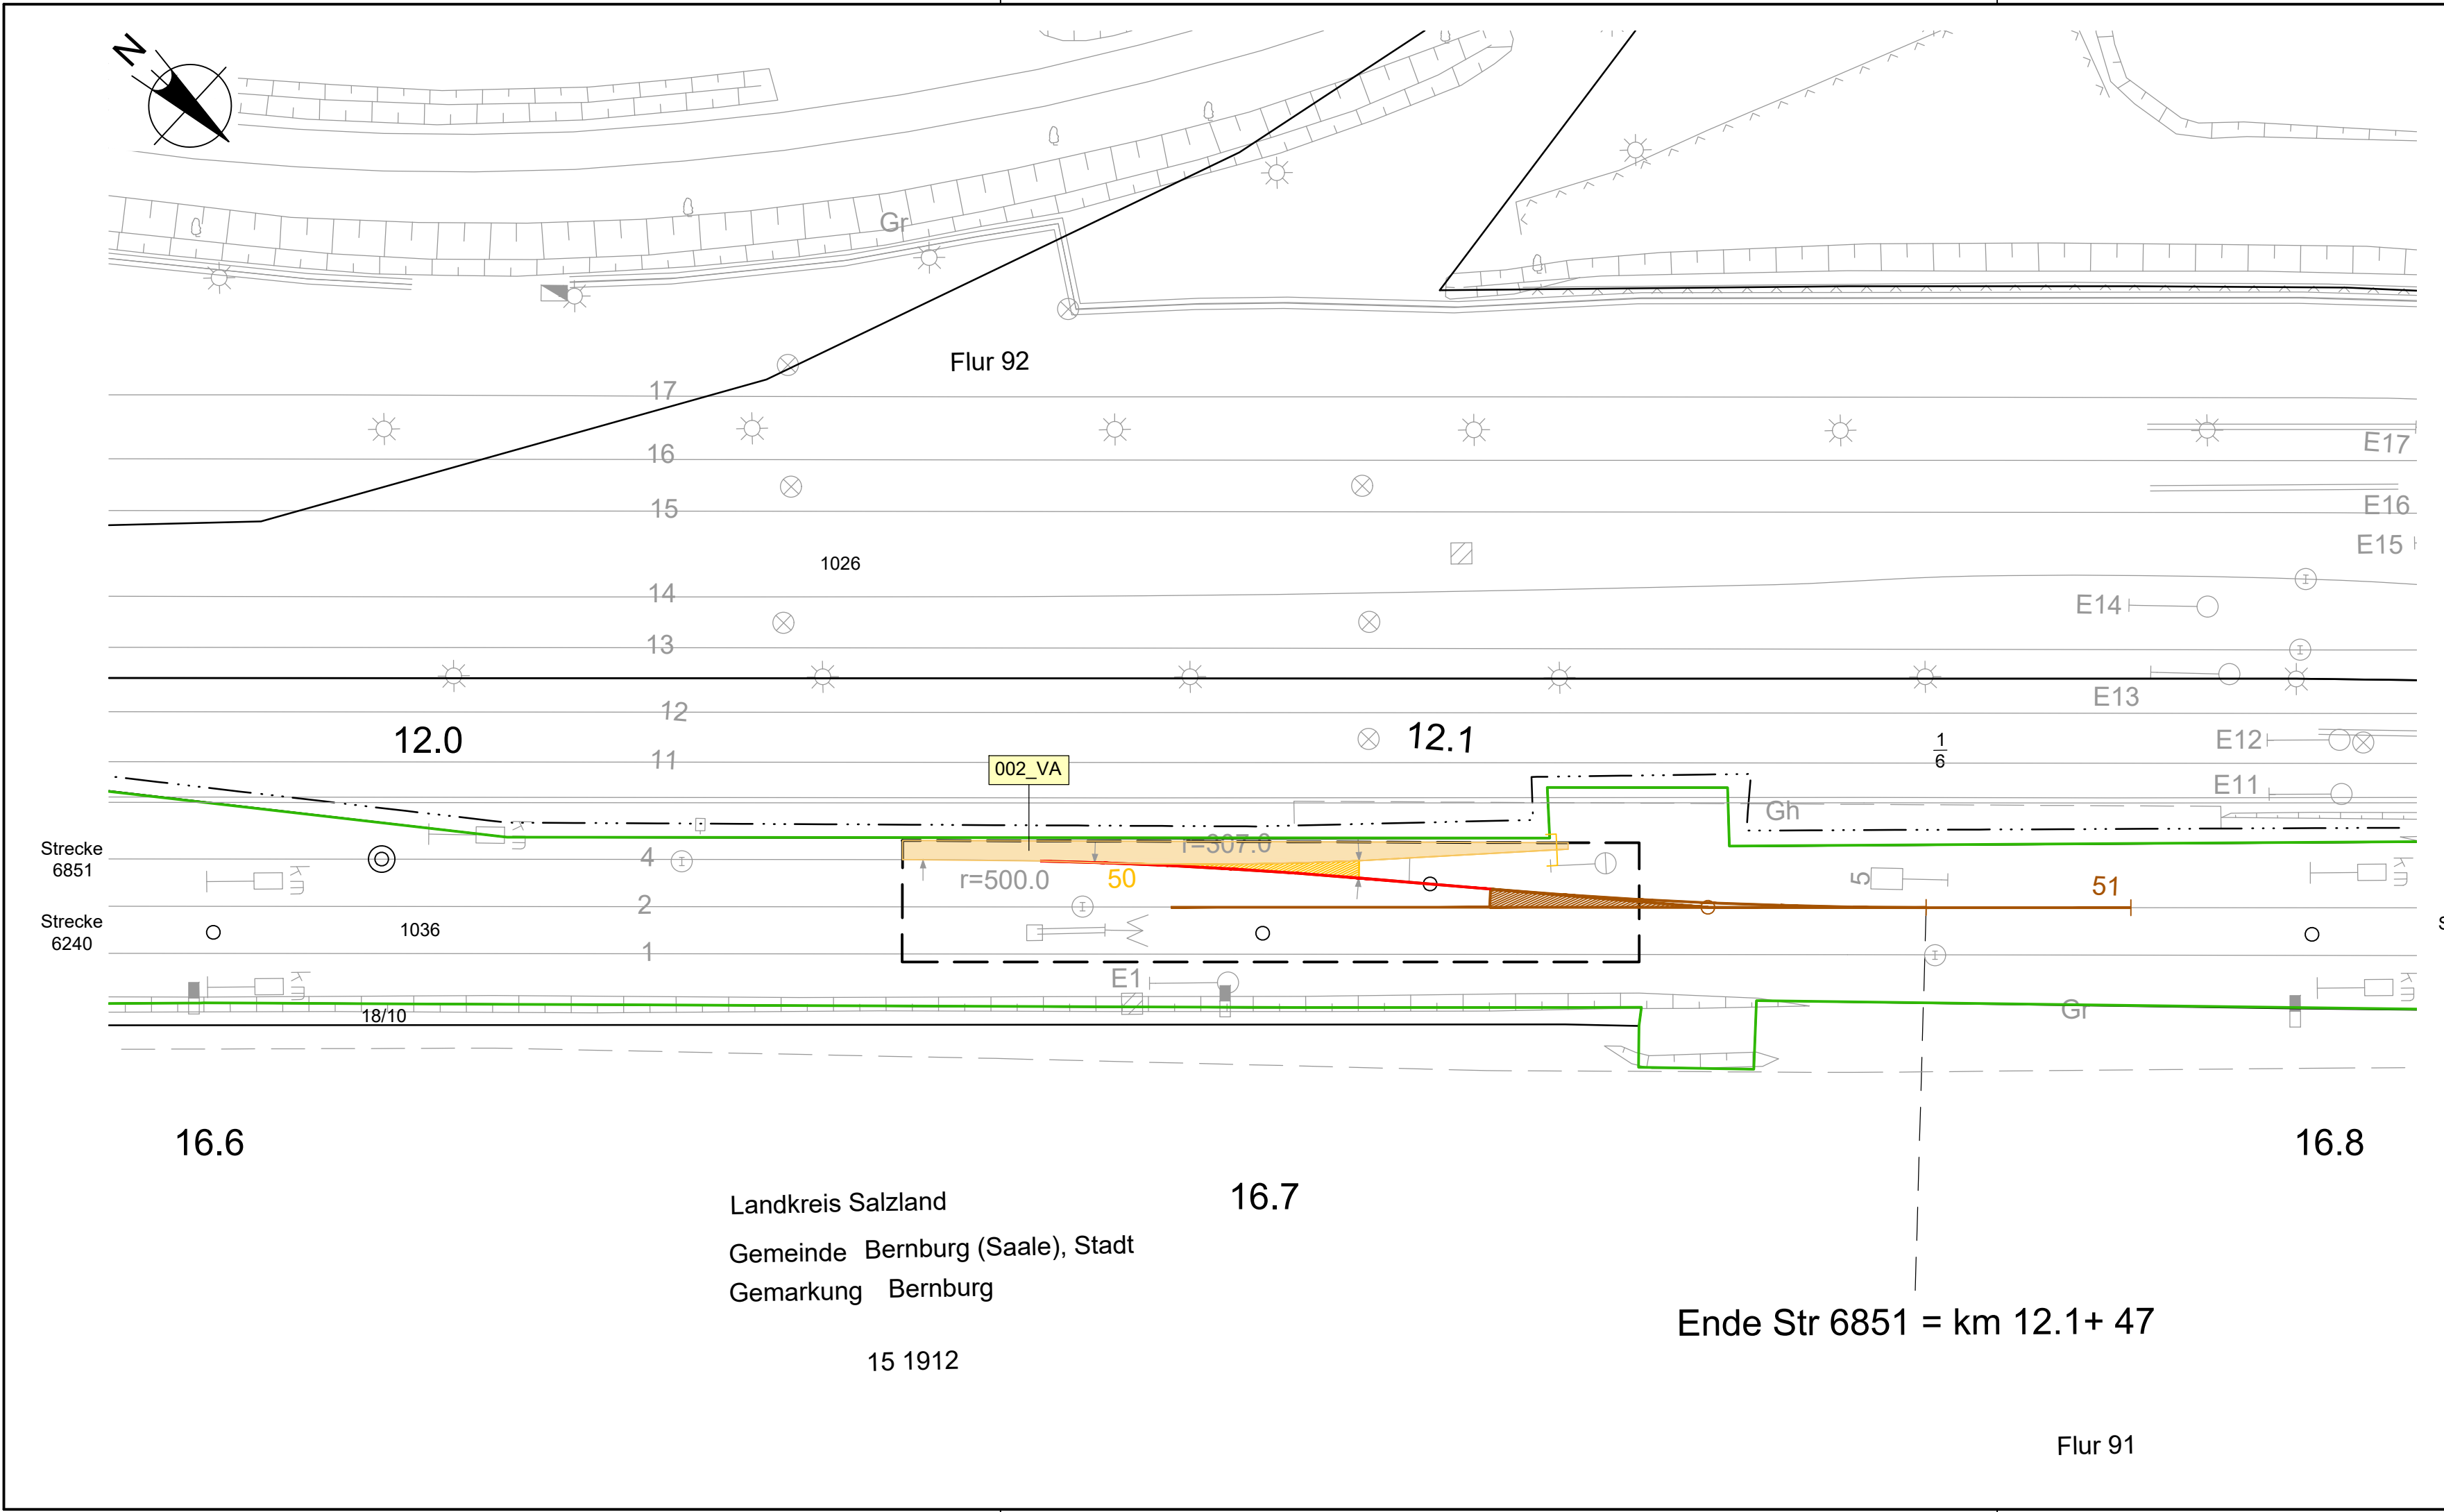 N
Gr
Flur 92
17
16
E17
15
E16
1026
E15
14
E14
13
E13
12
12.0
12.1
1
6
E12
11
002_VA
E11
Gh
r=307.0
Strecke
6851
4
r=500.0
50
5
51
2
Strecke
6240
1036
1
E1
18/10
Gr
16.6
16.8
16.7
Landkreis Salzland
Gemeinde Bernburg (Saale), Stadt
Gemarkung Bernburg
Ende Str 6851 = km 12.1+ 47
15 1912
Flur 91